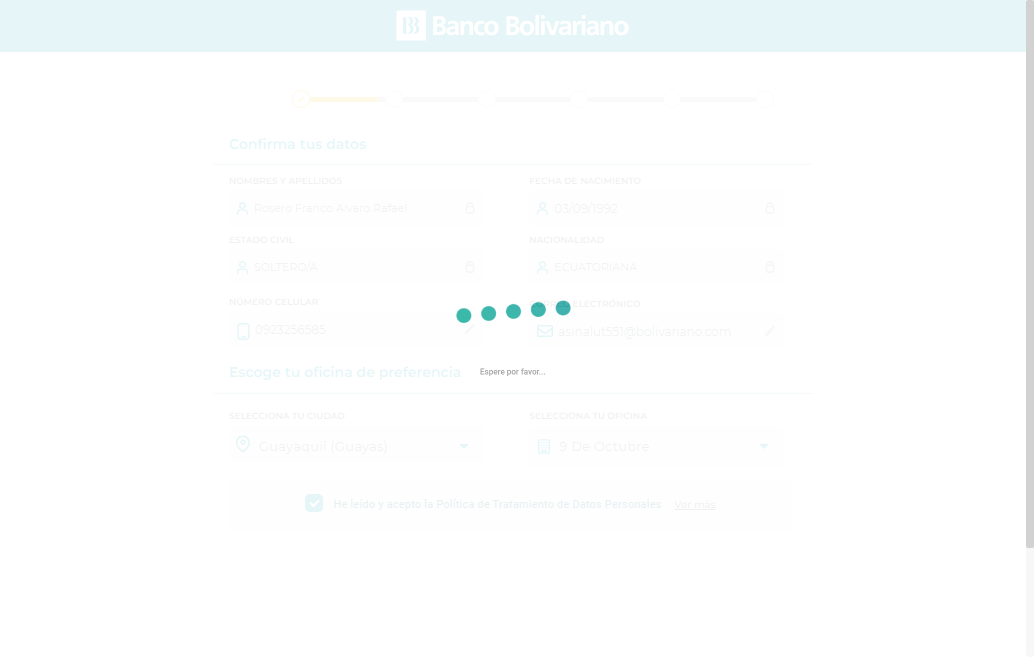 Banco Bolivariano
Confirma tus datos
NOMBRES Y APELLIDOS
FECHA DE NACIMIENTO
Rosero Franco Alvaro Rafael
03/09/1992
ESTADO CIVIL
NACIONALIDAD
SOLTERO/A
ECUATORIANA
NÚMERO CELULAR
ELECTRÓNICO
0923256585
asinalut551@bolivariano.com
Escoge tu oficina de preferencia
Espere por favor...
SELECCIONA TU CIUDAD
SELECCIONA TU OFICINA
Guayaquil (Guayas)
9 De Octubre
He leído y acepto la Política de Tratamiento de Datos Personales Ver más